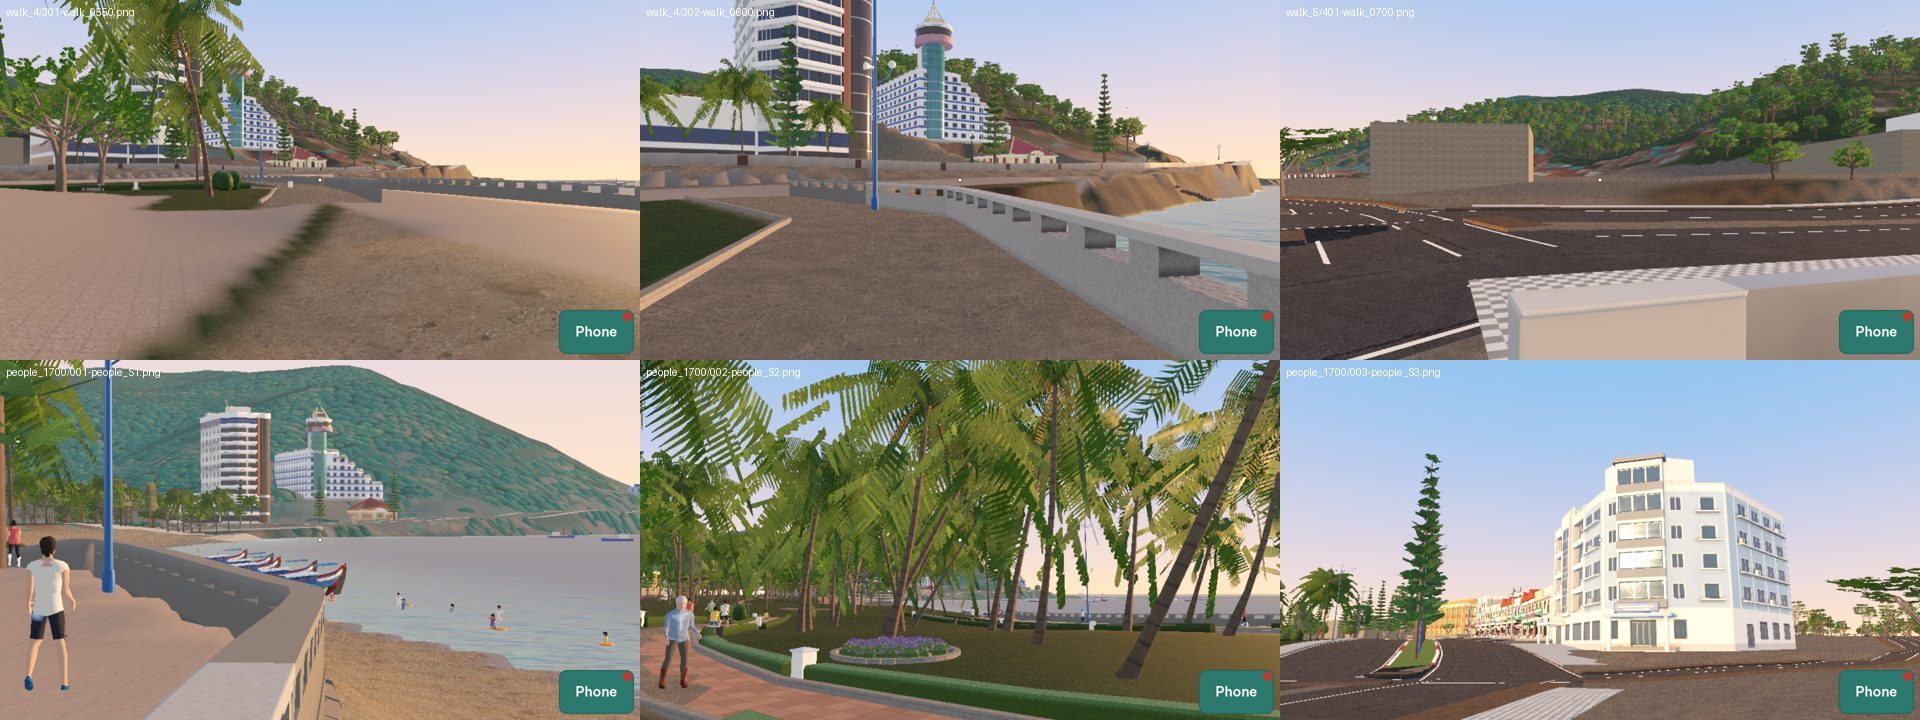 walk_4/301-walk_0550.png
walk_4/302-walk_0600.png
walk_5/401-walk_0700.png
Phone
Phone
Phone
people_1700/001-people_S1.png
people_1700/002-people_S2.png
people_1700/003-people_S3.png
Phone
Phone
Phone